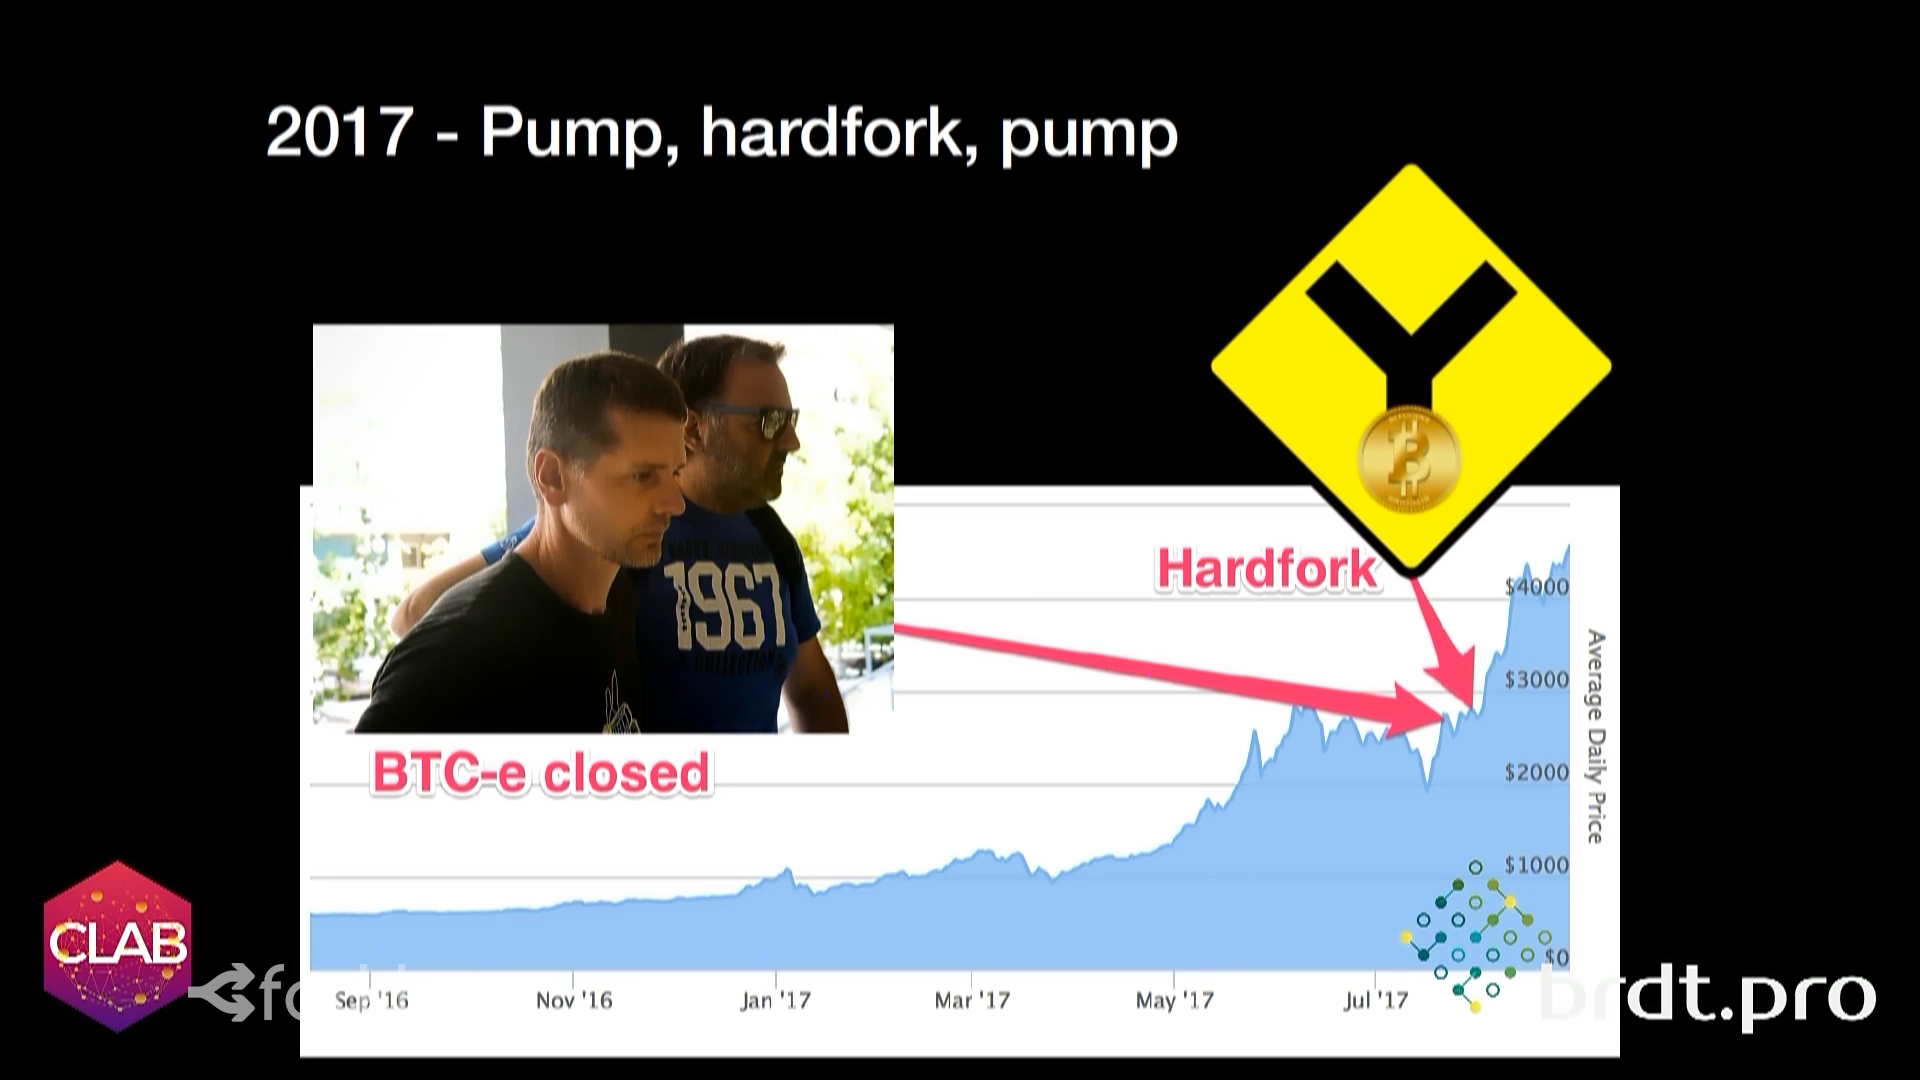 2017 - Pump, hardfork, pump
1967
Hardfork
BTC-e closed
$4000
$3000
$2000
$1000
$0
Average Daily Price
Sep '16
Nov '16
Jan '17
Mar '17
May '17
Jul '17
CLAB
brdt.pro